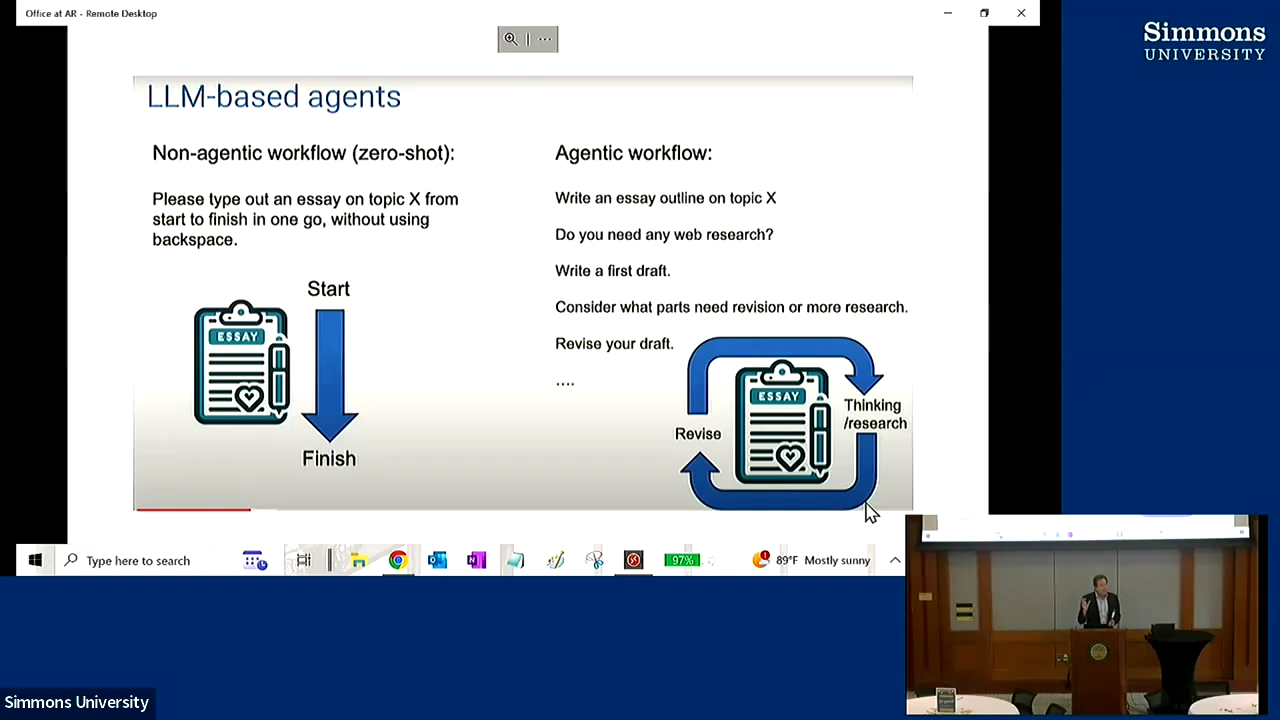 Office at AR - Remote Desktop
Simmons
UNIVERSITY
LLM-based agents
Non-agentic workflow (zero-shot):
Please type out an essay on topic X from
start to finish in one go, without using
backspace.
Start
ESSAY
Finish
Agentic workflow:
Write an essay outline on topic X
Do you need any web research?
Write a first draft.
Consider what parts need revision or more research.
Revise your draft.
....
ESSAY
Thinking
/research
Revise
Type here to search
97%
89°F Mostly sunny
Simmons University